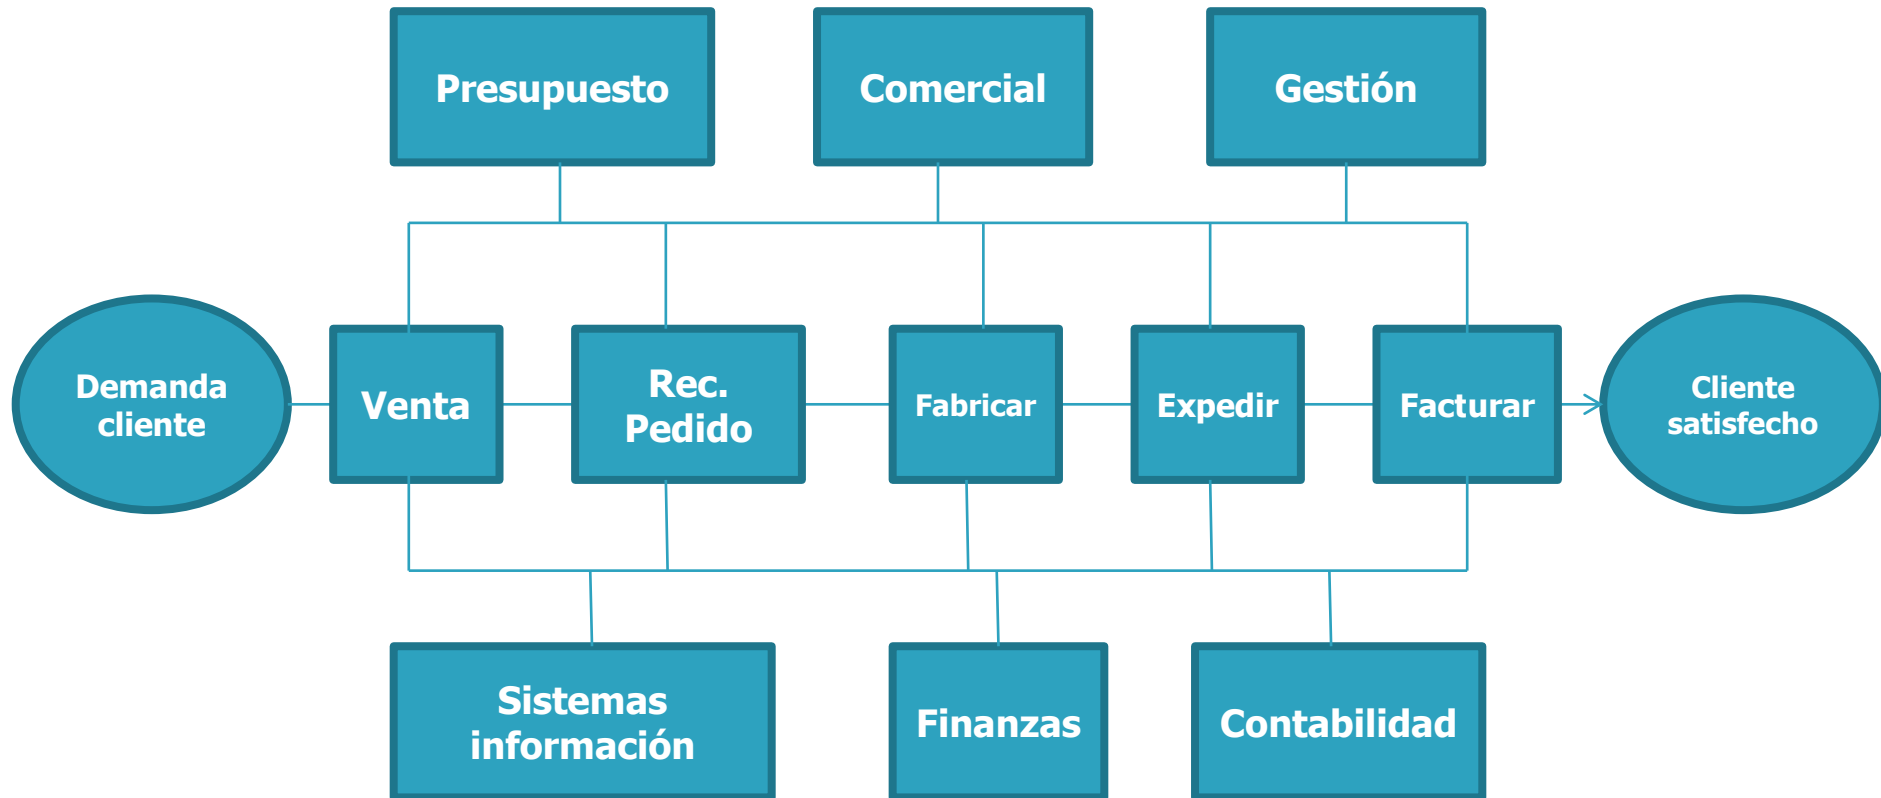 Presupuesto
Comercial
Gestión
Demanda
cliente
Venta
Rec.
Pedido
Fabricar
Expedir
Facturar
Cliente
satisfecho
Sistemas
información
Finanzas
Contabilidad